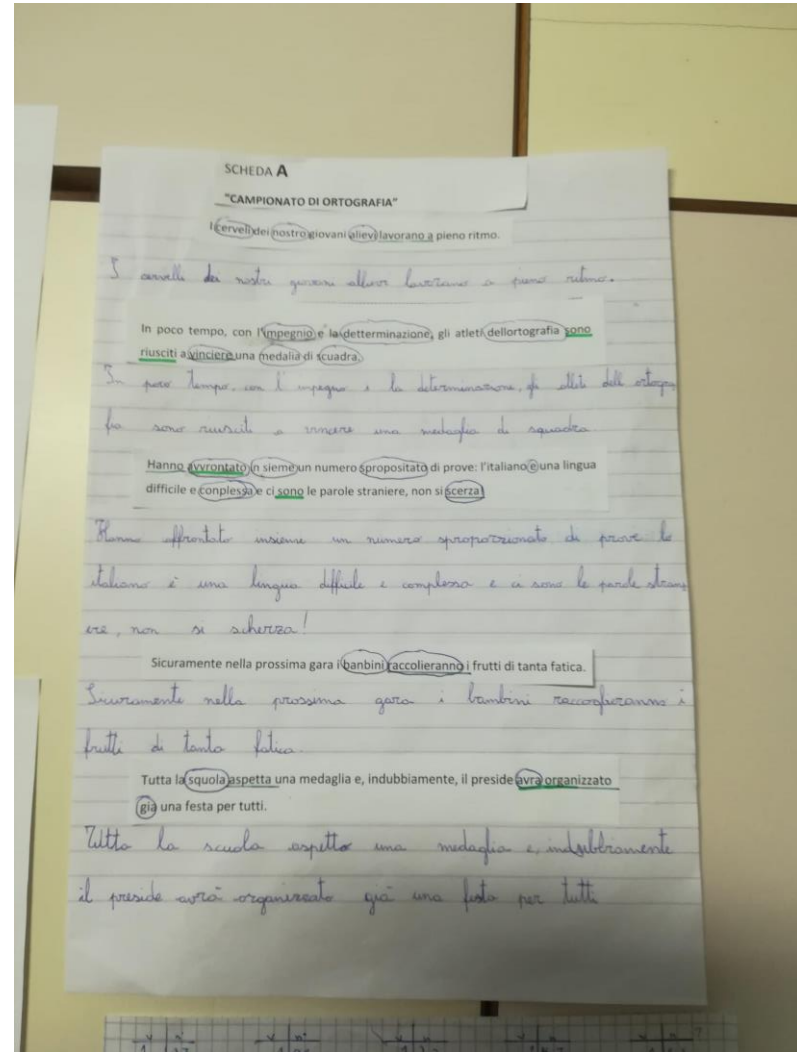 SCHEDA A
"CAMPIONATO DI ORTOGRAFIA"
I cerveli dei nostro giovani alievi lavorano a pieno ritmo.
I cervelli dei nostri giovani allievi lavorano a pieno ritmo.
In poco tempo, con l'impegnio e la detterminazione, gli atleti dellortografia sono
riusciti a vinciere una medalia di scuadra.
In poco tempo, con l'impegno e la determinazione, gli atleti dell'ortogra
fia sono riusciti a vincere una medaglia di squadra
Hanno avvrontato in sieme un numero spropositato di prove: l'italiano e una lingua
difficile e conplessa e ci sono le parole straniere, non si scerza!
Hanno affrontato insieme un numero sproporzionato di prove lo
italiano è una lingua difficile e complessa e ci sono le parole strani
ere, non si scherza!
Sicuramente nella prossima gara i banbini raccolieranno i frutti di tanta fatica.
Sicuramente nella prossima gara i bambini raccoglieranno i
frutti di tanta fatica.
Tutta la squola aspetta una medaglia e, indubbiamente, il preside avra organizzato
già una festa per tutti.
Tutta la scuola aspetta una medaglia e, indubbiamente
il preside avrà organizzato già una festa per tutti